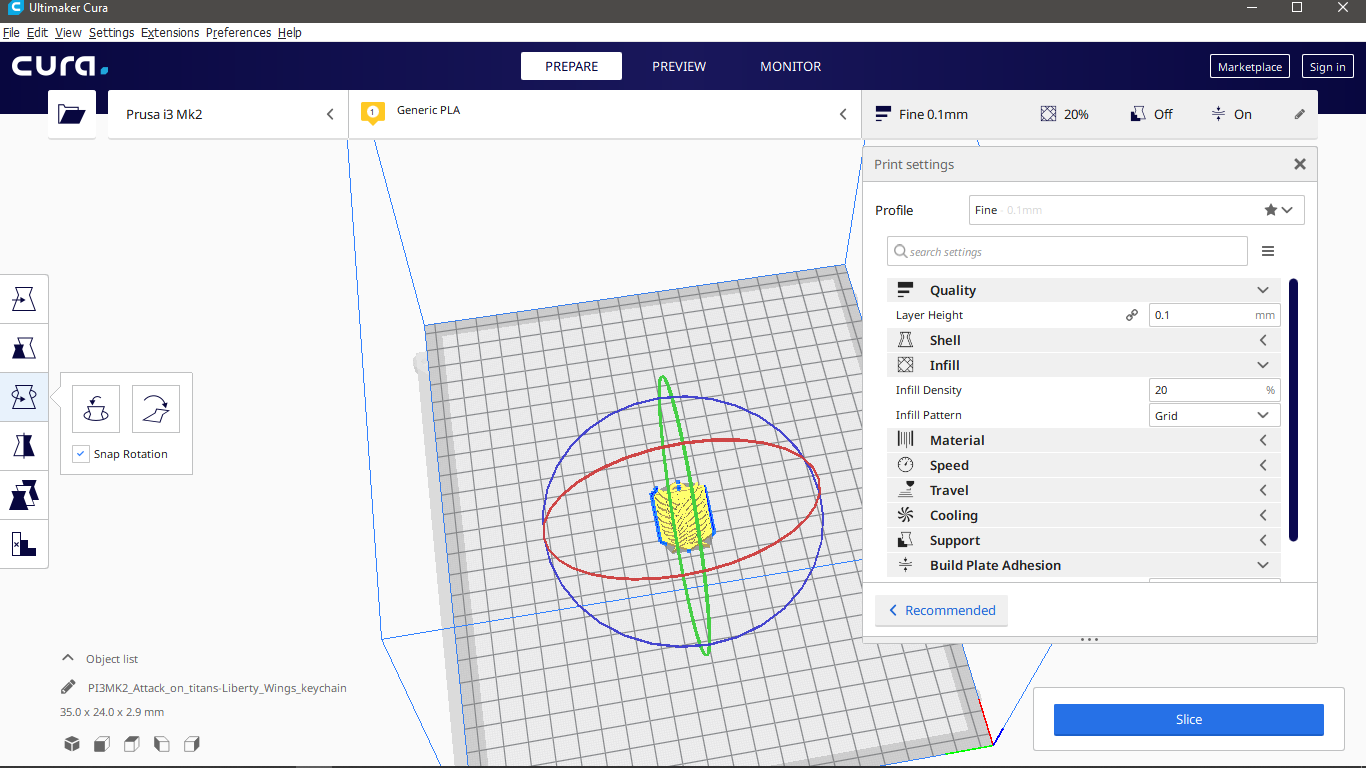 Ultimaker Cura
File Edit View Settings Extensions Preferences Help
cura.
PREPARE PREVIEW MONITOR
Marketplace Sign in
Prusa i3 Mk2
1 Generic PLA
Fine 0.1mm 20% Off On
Print settings
Profile Fine - 0.1mm
search settings
Quality
Layer Height 0.1 mm
Shell
Infill
Infill Density 20 %
Infill Pattern Grid
Material
Speed
Travel
Cooling
Support
Build Plate Adhesion
Recommended
Snap Rotation
Object list
PI3MK2_Attack_on_titans-Liberty_Wings_keychain
35.0 x 24.0 x 2.9 mm
Slice